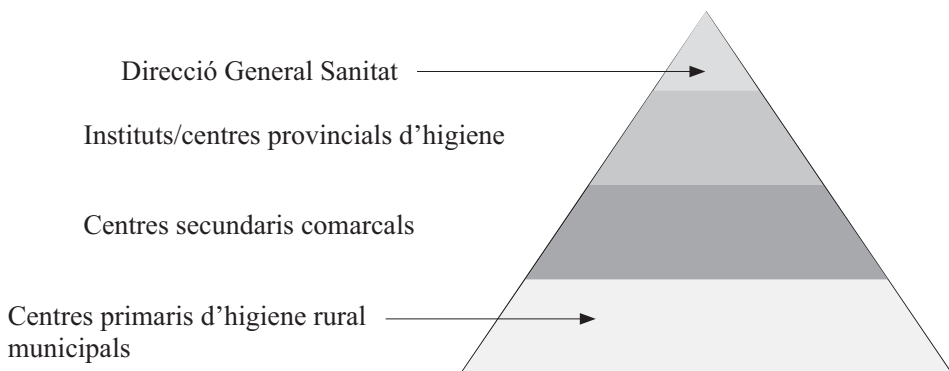 Direcció General Sanitat
Instituts/centres provincials d’higiene
Centres secundaris comarcals
Centres primaris d’higiene rural
municipals